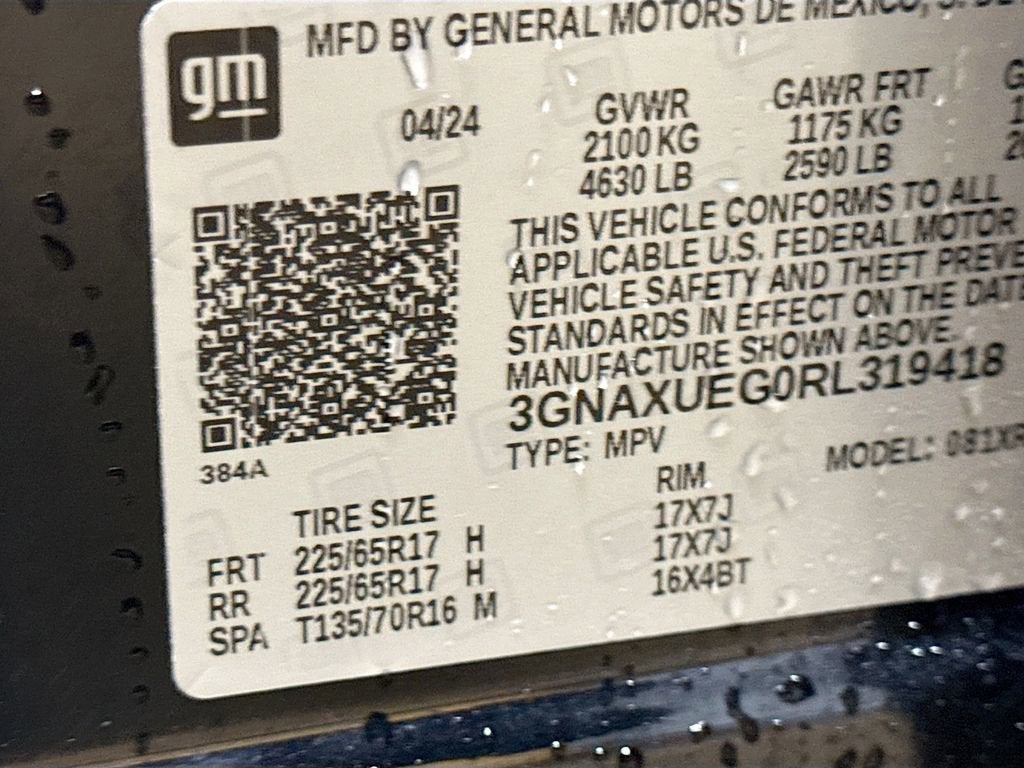 gm
MFD BY GENERAL MOTORS DE MEXICO,
04/24
GVWR
2100 KG
4630 LB
GAWR FRT
1175 KG
2590 LB
THIS VEHICLE CONFORMS TO ALL
APPLICABLE U.S. FEDERAL MOTOR
VEHICLE SAFETY AND THEFT PREVE
STANDARDS IN EFFECT ON THE DATE
MANUFACTURE SHOWN ABOVE.
3GNAXUEG0RL319418
TYPE: MPV MODEL: 081XR
384A
TIRE SIZE RIM
FRT 225/65R17 H 17X7J
RR 225/65R17 H 17X7J
SPA T135/70R16 M 16X4BT